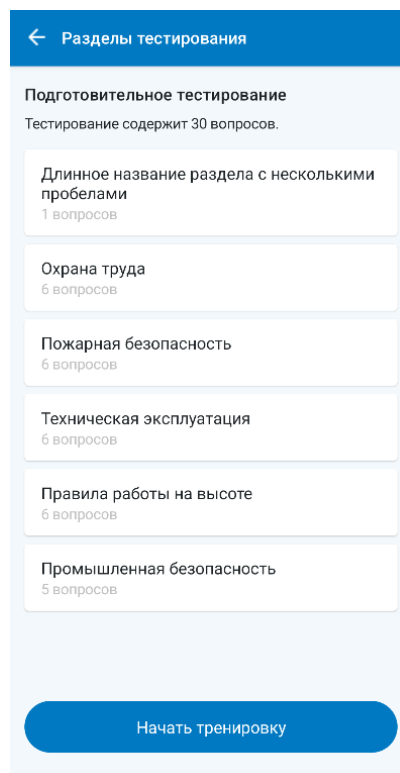 Разделы тестирования
Подготовительное тестирование
Тестирование содержит 30 вопросов.
Длинное название раздела с несколькими
пробелами
1 вопросов
Охрана труда
6 вопросов
Пожарная безопасность
6 вопросов
Техническая эксплуатация
6 вопросов
Правила работы на высоте
6 вопросов
Промышленная безопасность
5 вопросов
Начать тренировку